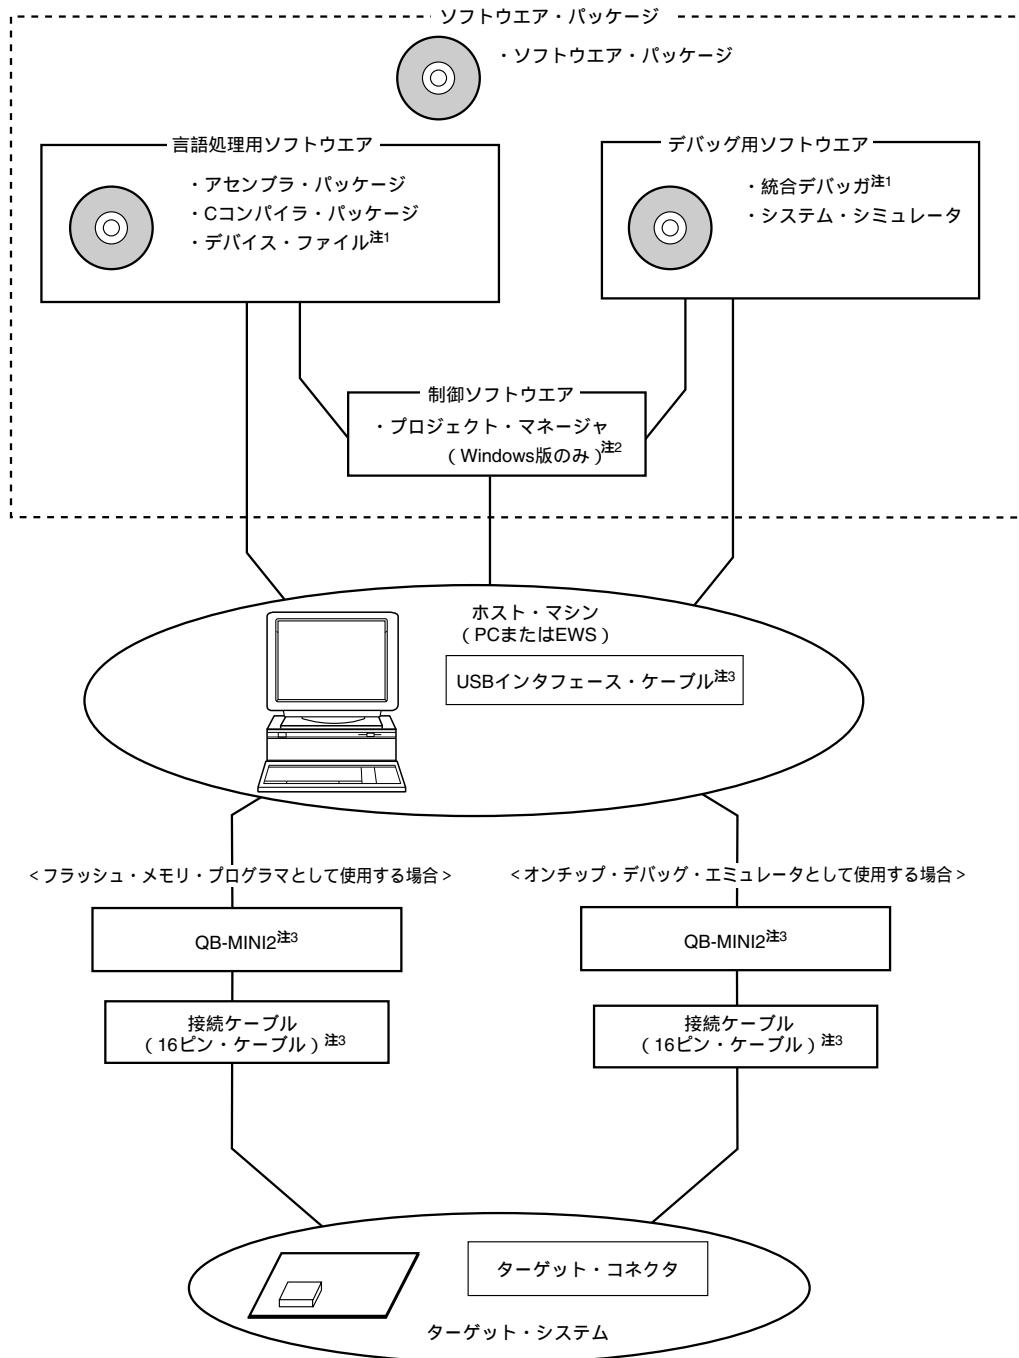 ソフトウエア・パッケージ
・ソフトウエア・パッケージ
言語処理用ソフトウエア
・アセンブラ・パッケージ
・Cコンパイラ・パッケージ
・デバイス・ファイル注1
デバッグ用ソフトウエア
・統合デバッガ注1
・システム・シミュレータ
制御ソフトウエア
・プロジェクト・マネージャ
（Windows版のみ）注2
ホスト・マシン
（PCまたはEWS）
USBインタフェース・ケーブル注3
<フラッシュ・メモリ・プログラマとして使用する場合>
<オンチップ・デバッグ・エミュレータとして使用する場合>
QB-MINI2注3
QB-MINI2注3
接続ケーブル
（16ピン・ケーブル）注3
接続ケーブル
（16ピン・ケーブル）注3
ターゲット・コネクタ
ターゲット・システム